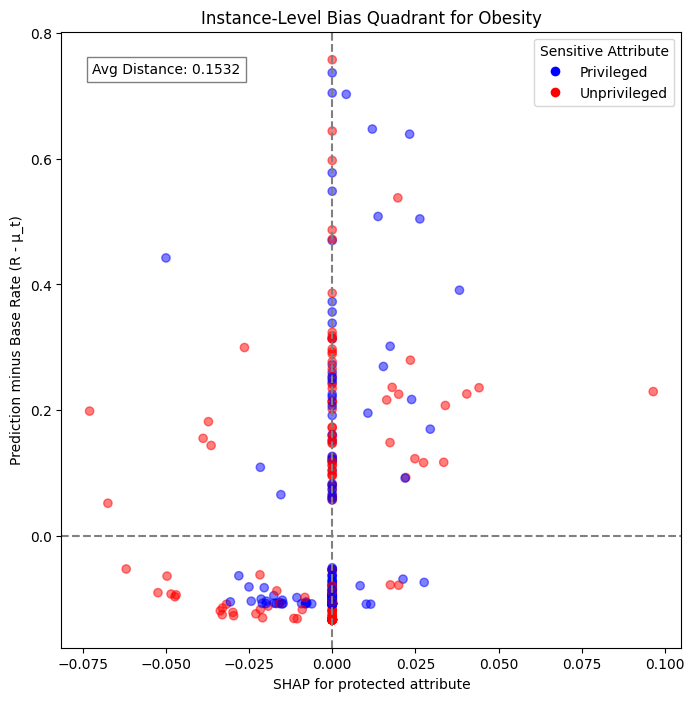 Instance-Level Bias Quadrant for Obesity
Avg Distance: 0.1532
Sensitive Attribute
Privileged
Unprivileged
Prediction minus Base Rate (R - μ_t)
0.8
0.6
0.4
0.2
0.0
−0.075
−0.050
−0.025
0.000
0.025
0.050
0.075
0.100
SHAP for protected attribute